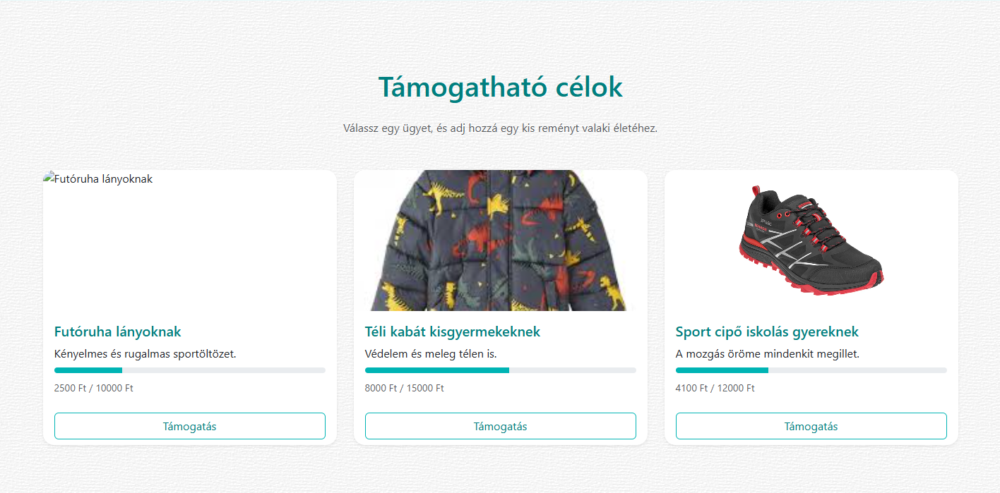 Támogatható célok
Válassz egy ügyet, és adj hozzá egy kis reményt valaki életéhez.
Futóruha lányoknak
Futóruha lányoknak
Kényelmes és rugalmas sportöltözet.
2500 Ft / 10000 Ft
Támogatás
Téli kabát kisgyermekeknek
Védelem és meleg télen is.
8000 Ft / 15000 Ft
Támogatás
Sport cipő iskolás gyereknek
A mozgás öröme mindenkit megillet.
4100 Ft / 12000 Ft
Támogatás